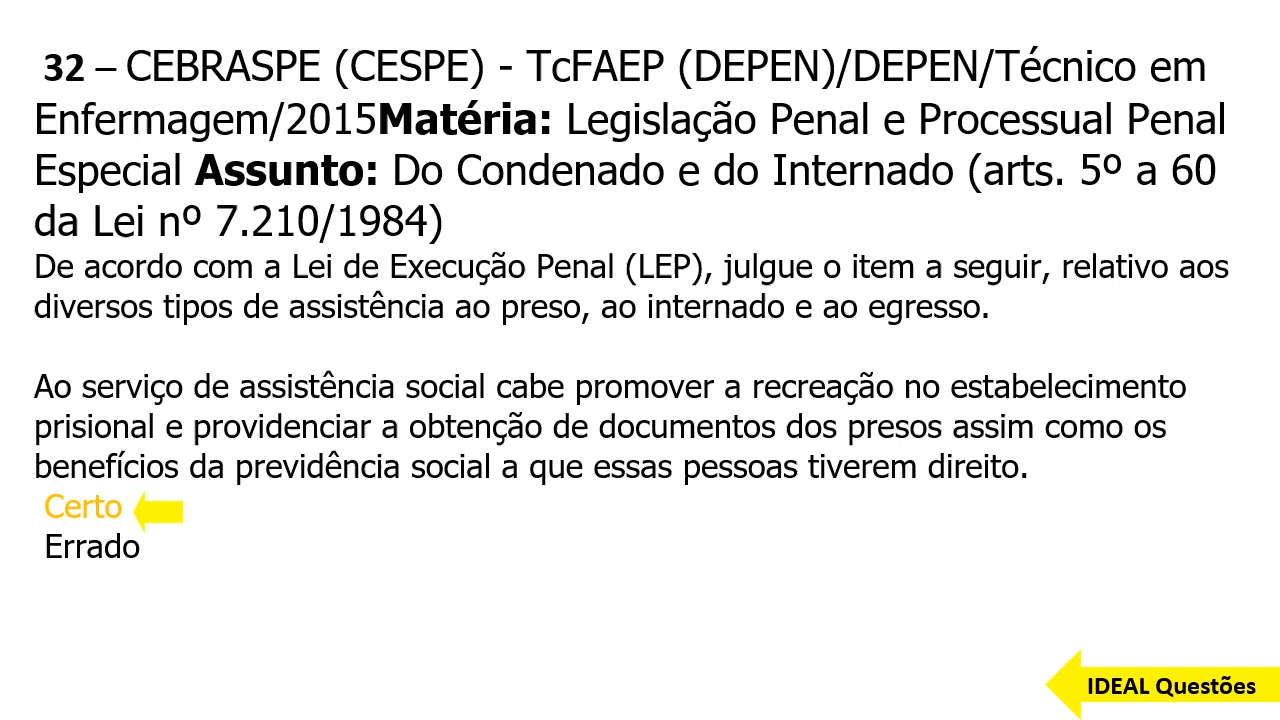 32 – CEBRASPE (CESPE) - TcFAEP (DEPEN)/DEPEN/Técnico em
Enfermagem/2015Matéria: Legislação Penal e Processual Penal
Especial Assunto: Do Condenado e do Internado (arts. 5º a 60
da Lei nº 7.210/1984)
De acordo com a Lei de Execução Penal (LEP), julgue o item a seguir, relativo aos
diversos tipos de assistência ao preso, ao internado e ao egresso.
Ao serviço de assistência social cabe promover a recreação no estabelecimento
prisional e providenciar a obtenção de documentos dos presos assim como os
benefícios da previdência social a que essas pessoas tiverem direito.
Certo
Errado
IDEAL Questões